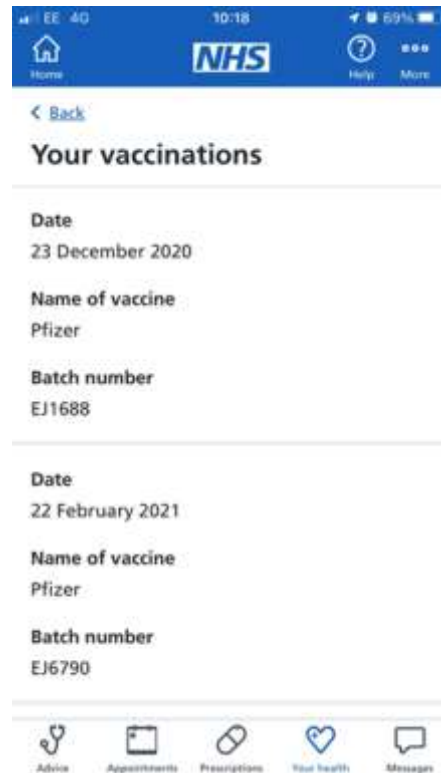 EE 4G 10:18 69%
NHS
Home Help More
Back
Your vaccinations
Date
23 December 2020
Name of vaccine
Pfizer
Batch number
EJ1688
Date
22 February 2021
Name of vaccine
Pfizer
Batch number
EJ6790
Advice Appointments Prescriptions Your health Messages